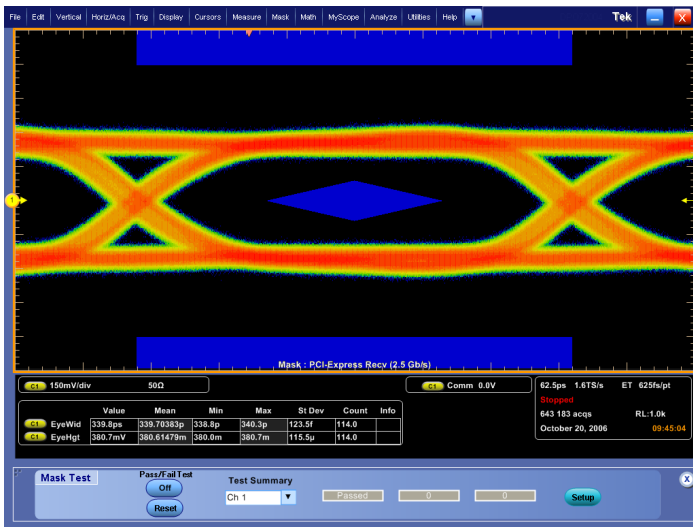 File Edit Vertical Horiz/Acq Trig Display Cursors Measure Mask Math MyScope Analyze Utilities Help Tek X
1
Mask : PCI-Express Recv (2.5 Gb/s)
C1 150mV/div 50Ω
C1 Comm 0.0V
62.5ps 1.6TS/s ET 625fs/pt
Stopped
643 183 acqs RL:1.0k
October 20, 2006 09:45:04
Value Mean Min Max St Dev Count Info
C1 EyeWid 339.8ps 339.70383p 338.8p 340.3p 123.5f 114.0
C1 EyeHgt 380.7mV 380.61479m 380.0m 380.7m 115.5µ 114.0
Mask Test
Pass/Fail Test
Off
Reset
Test Summary
Ch 1
Passed 0 0
Setup
X